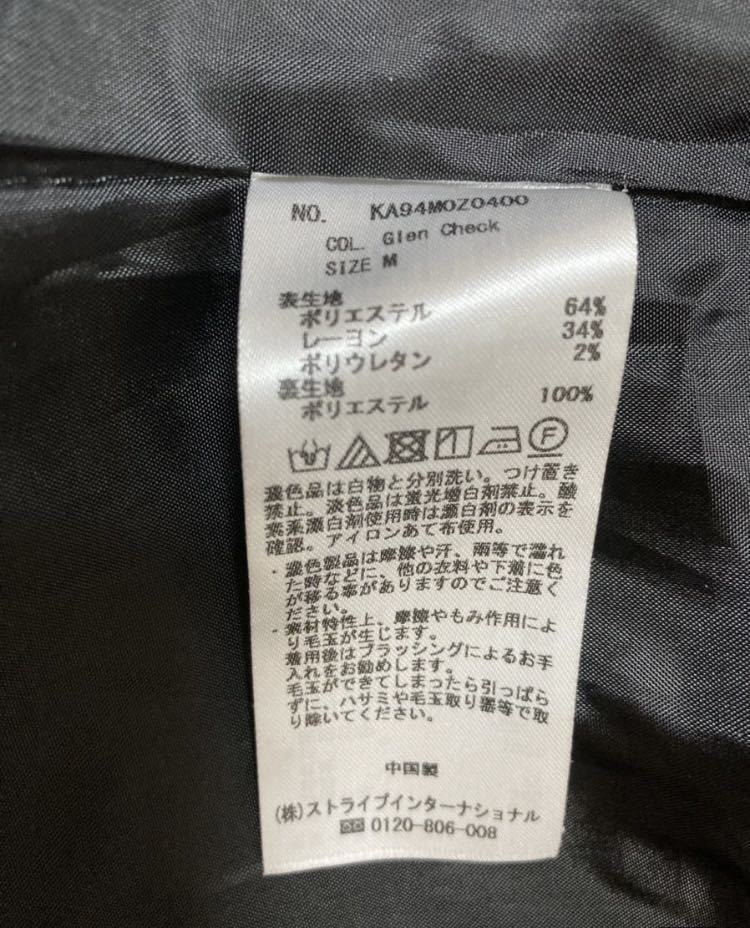 NO. KA94M0Z0400
COL. Glen Check
SIZE M
表生地
ポリエステル 64%
レーヨン 34%
ポリウレタン 2%
裏生地
ポリエステル 100%
F
濃色品は白物と分別洗い。つけ置き
禁止。淡色品は蛍光増白剤禁止。酸
素系漂白剤使用時は漂白剤の表示を
確認。アイロンあて布使用。
・濃色製品は摩擦や汗、雨等で濡れ
た時などに、他の衣料や下着に色
が移る事がありますのでご注意く
ださい。
・素材特性上、摩擦やもみ作用によ
り毛玉が生じます。
着用後はブラッシングによるお手
入れをお勧めします。
毛玉ができてしまったら引っぱら
ずに、ハサミや毛玉取り器等で取
り除いてください。
中国製
(株)ストライプインターナショナル
0120-806-008